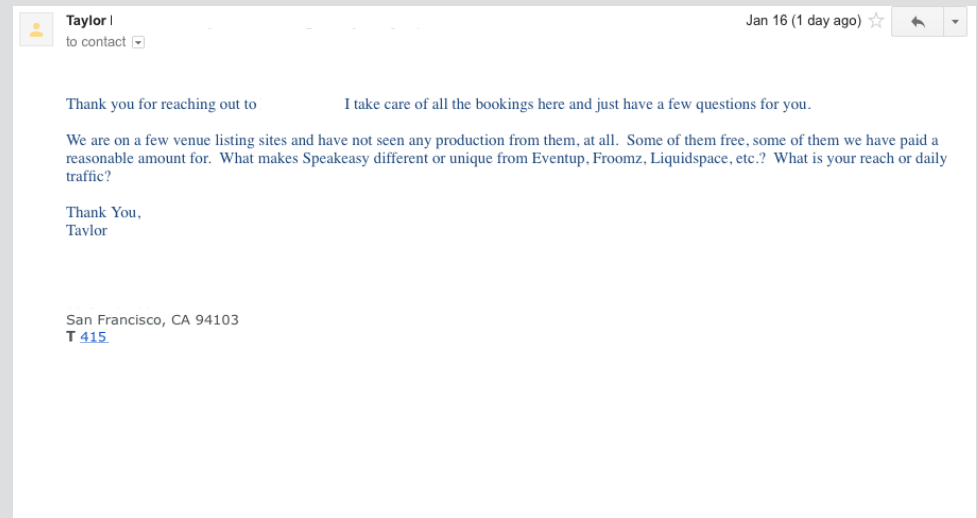 Taylor
Jan 16 (1 day ago)
to contact
Thank you for reaching out to I take care of all the bookings here and just have a few questions for you.
We are on a few venue listing sites and have not seen any production from them, at all. Some of them free, some of them we have paid a
reasonable amount for. What makes Speakeasy different or unique from Eventup, Froomz, Liquidspace, etc.? What is your reach or daily
traffic?
Thank You,
Taylor
San Francisco, CA 94103
T 415